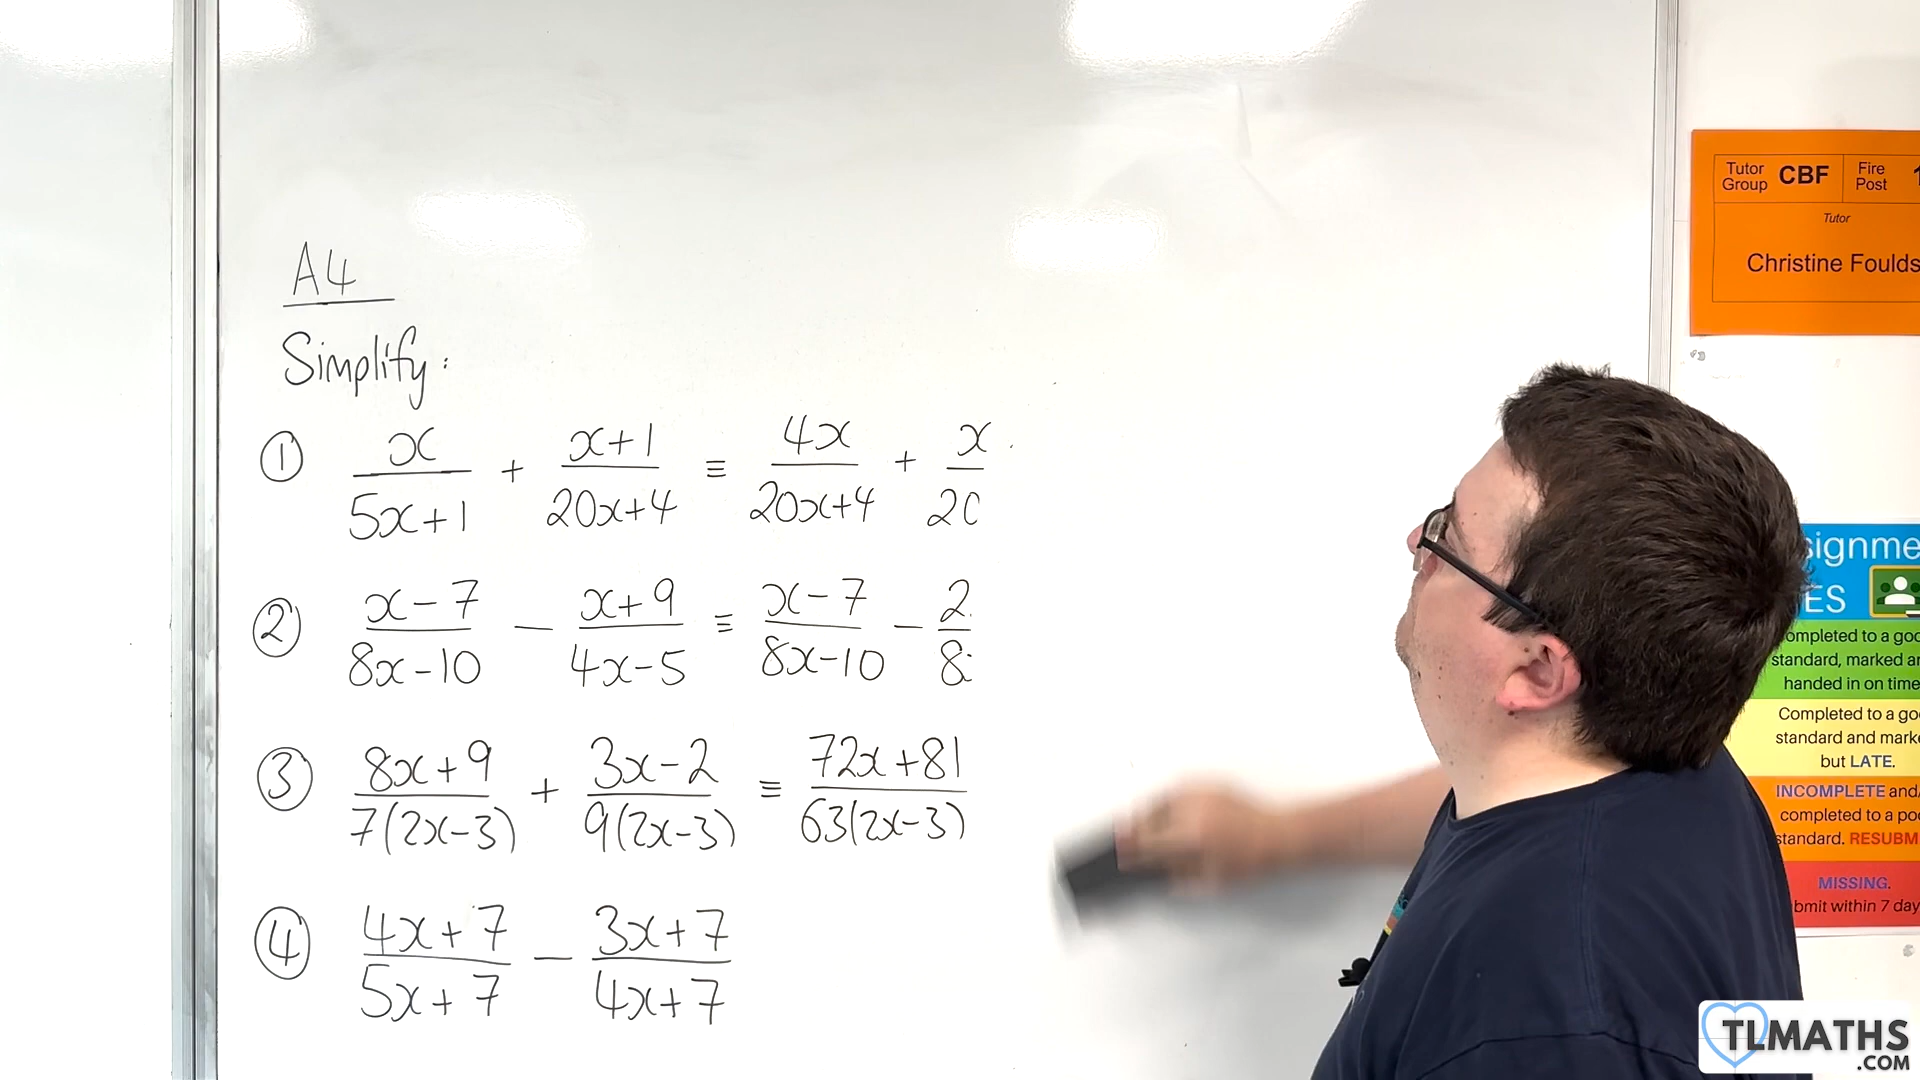 A4
Simplify:
① x/(5x+1) + (x+1)/(20x+4) ≡ 4x/(20x+4) + x/20
② (x-7)/(8x-10) - (x+9)/(4x-5) ≡ (x-7)/(8x-10) - 2/8
③ (8x+9)/7(2x-3) + (3x-2)/9(2x-3) ≡ (72x+81)/63(2x-3)
④ (4x+7)/(5x+7) - (3x+7)/(4x+7)
Tutor Group CBF Fire Post
Tutor
Christine Foulds
signme
ES
ompleted to a goo
standard, marked an
handed in on time
Completed to a go
standard and marke
but LATE.
INCOMPLETE and/
completed to a poo
standard. RESUBM
MISSING.
bmit within 7 day
TLMATHS
.COM